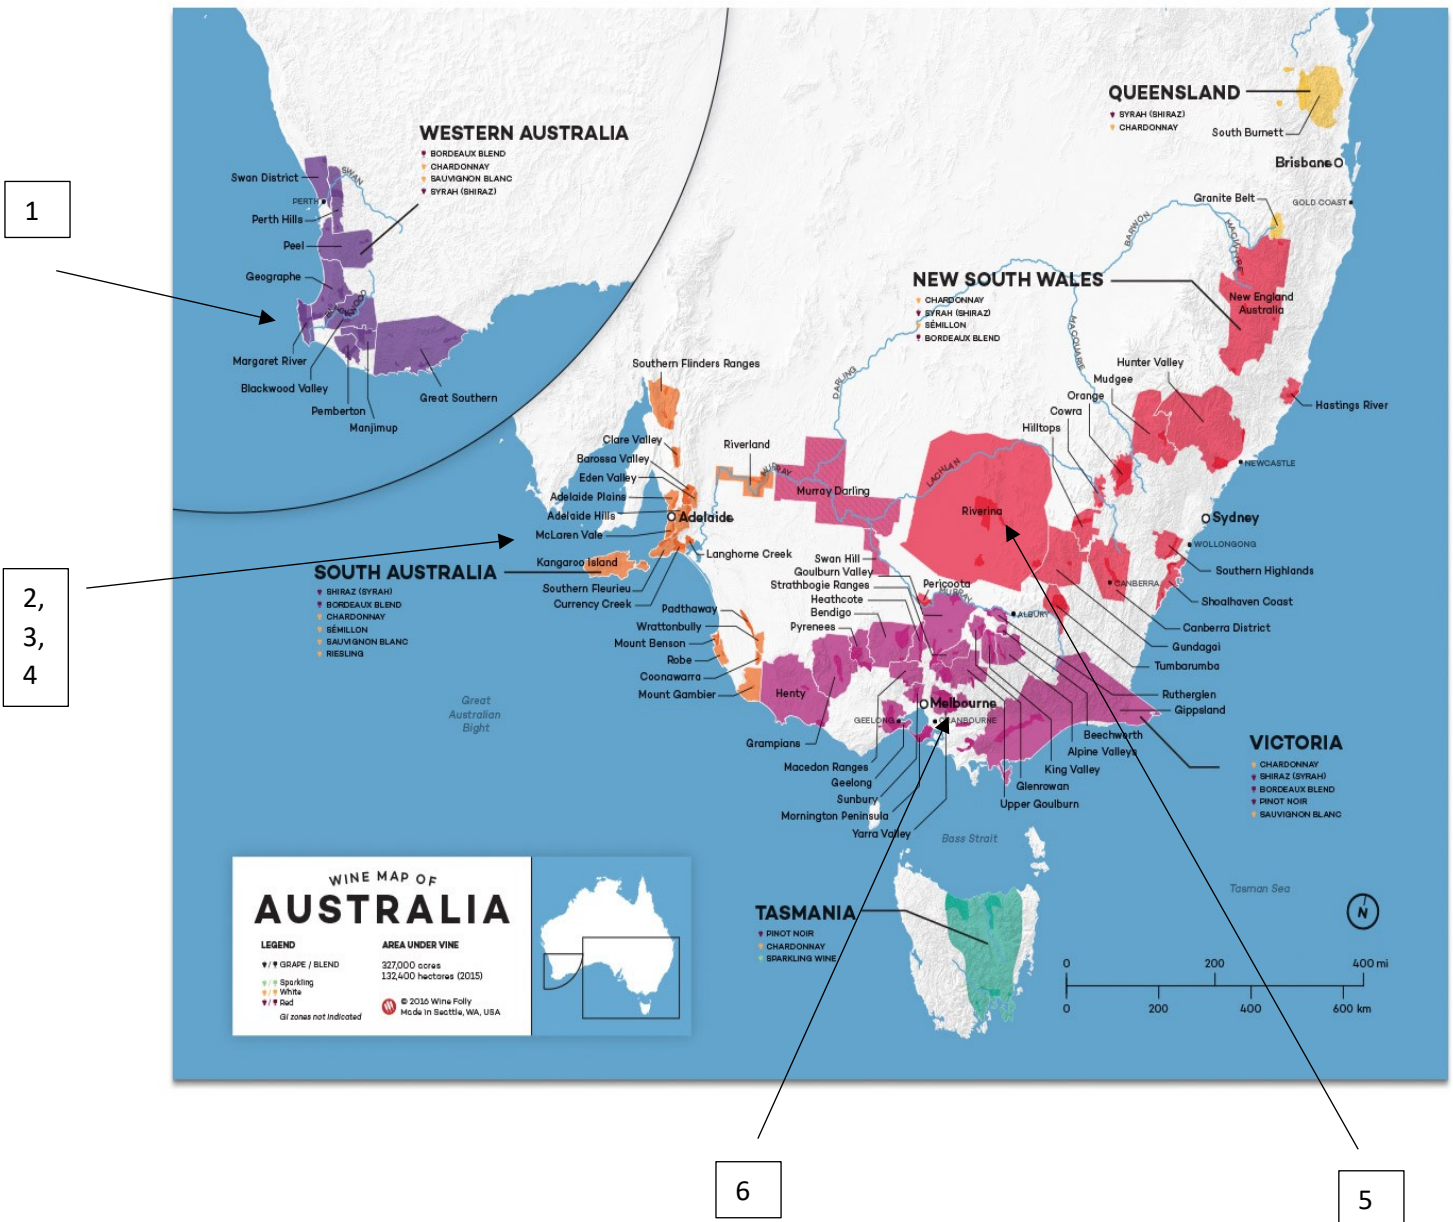 QUEENSLAND
SYRAH (SHIRAZ)
CHARDONNAY
South Burnett
Brisbane
GOLD COAST
Granite Belt
WESTERN AUSTRALIA
BORDEAUX BLEND
CHARDONNAY
SAUVIGNON BLANC
SYRAH (SHIRAZ)
Swan District
SWAN
PERTH
Perth Hills
Peel
Geographe
BLACKWOOD
Margaret River
Blackwood Valley
Pemberton
Manjimup
Great Southern
1
BARWON
MACINTYRE
NEW SOUTH WALES
CHARDONNAY
SYRAH (SHIRAZ)
SÉMILLON
BORDEAUX BLEND
New England
Australia
MACQUARIE
DARLING
Hunter Valley
Mudgee
Orange
Cowra
Hilltops
Hastings River
NEWCASTLE
Sydney
WOLLONGONG
Southern Highlands
Shoalhaven Coast
CANBERRA
Canberra District
Gundagai
Tumbarumba
LACHLAN
Riverina
Southern Flinders Ranges
Clare Valley
Barossa Valley
Eden Valley
Adelaide Plains
Adelaide Hills
Adelaide
McLaren Vale
Kangaroo Island
Langhorne Creek
Southern Fleurieu
Currency Creek
Riverland
MURRAY
Murray Darling
SOUTH AUSTRALIA
SHIRAZ (SYRAH)
BORDEAUX BLEND
CHARDONNAY
SÉMILLON
SAUVIGNON BLANC
RIESLING
2,
3,
4
Padthaway
Wrattonbully
Mount Benson
Robe
Coonawarra
Mount Gambier
Great
Australian
Bight
Swan Hill
Goulburn Valley
Strathbogie Ranges
Heathcote
Bendigo
Pyrenees
Pericoota
MURRAY
ALBURY
Henty
Melbourne
GEELONG
CRANBOURNE
Grampians
Macedon Ranges
Geelong
Sunbury
Mornington Peninsula
Yarra Valley
Rutherglen
Gippsland
Beechworth
Alpine Valleys
King Valley
Glenrowan
Upper Goulburn
VICTORIA
CHARDONNAY
SHIRAZ (SYRAH)
BORDEAUX BLEND
PINOT NOIR
SAUVIGNON BLANC
Bass Strait
Tasman Sea
TASMANIA
PINOT NOIR
CHARDONNAY
SPARKLING WINE
N
0 200 400 mi
0 200 400 600 km
WINE MAP OF
AUSTRALIA
LEGEND
GRAPE / BLEND
Sparkling
White
Red
GI zones not indicated
AREA UNDER VINE
327,000 acres
132,400 hectares (2015)
© 2016 Wine Folly
Made in Seattle, WA, USA
6
5